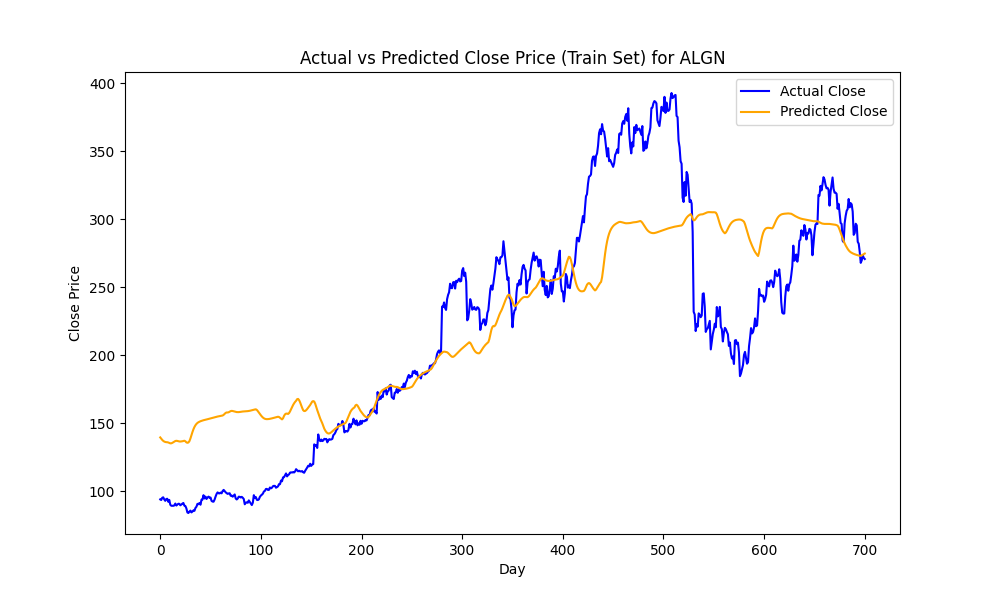 Actual vs Predicted Close Price (Train Set) for ALGN
Actual Close
Predicted Close
Close Price
400
350
300
250
200
150
100
0 100 200 300 400 500 600 700
Day